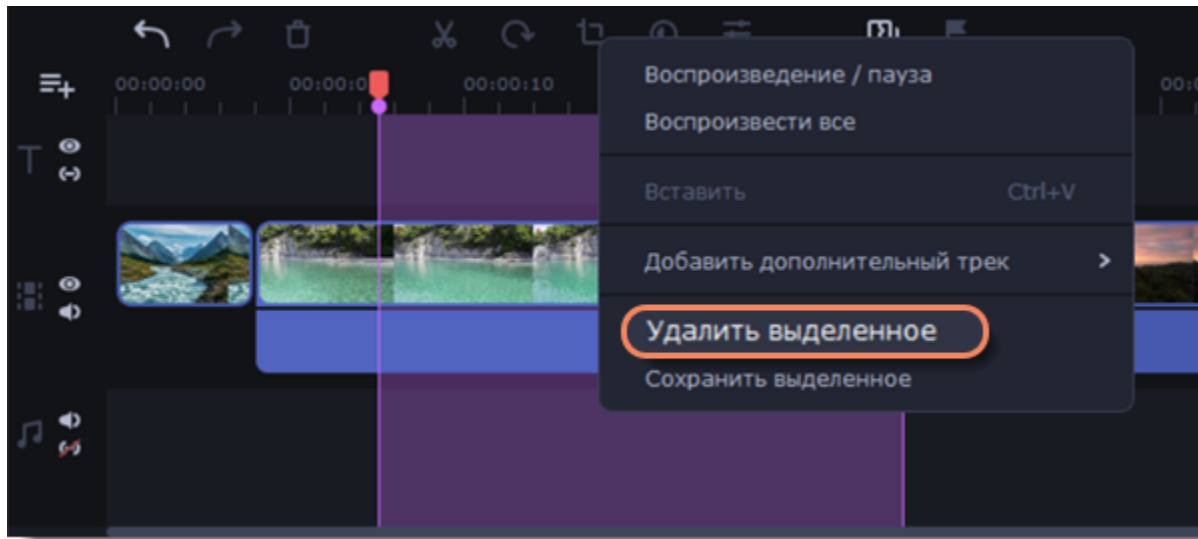 00:00:00
00:00:0
00:00:10
00:0
Воспроизведение / пауза
Воспроизвести все
Вставить Ctrl+V
Добавить дополнительный трек
Удалить выделенное
Сохранить выделенное